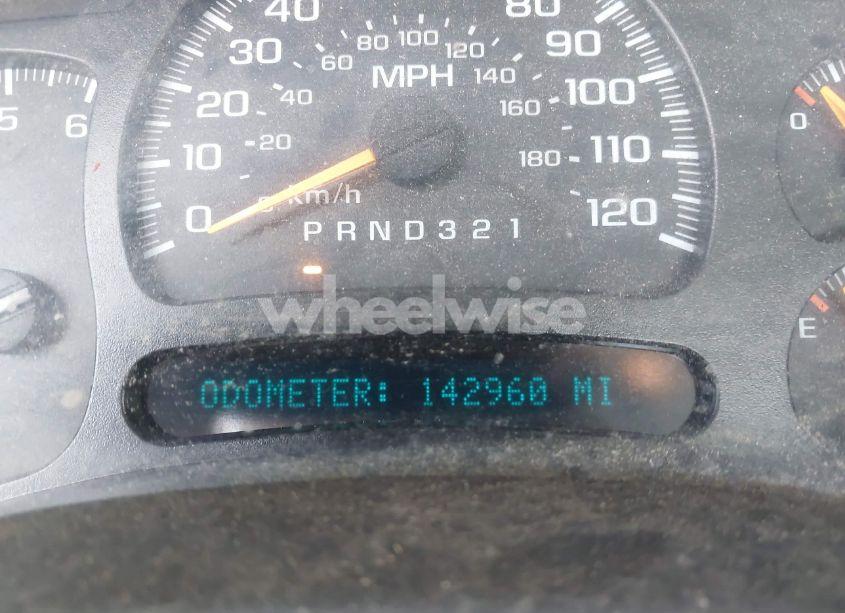 40 80
30 60 80 100 120 90
MPH
5 6 20 40 140 100 0
160
10 20 180 110
0 0 km/h 120
PRND321
wheelwise
E
ODOMETER: 142960 MI